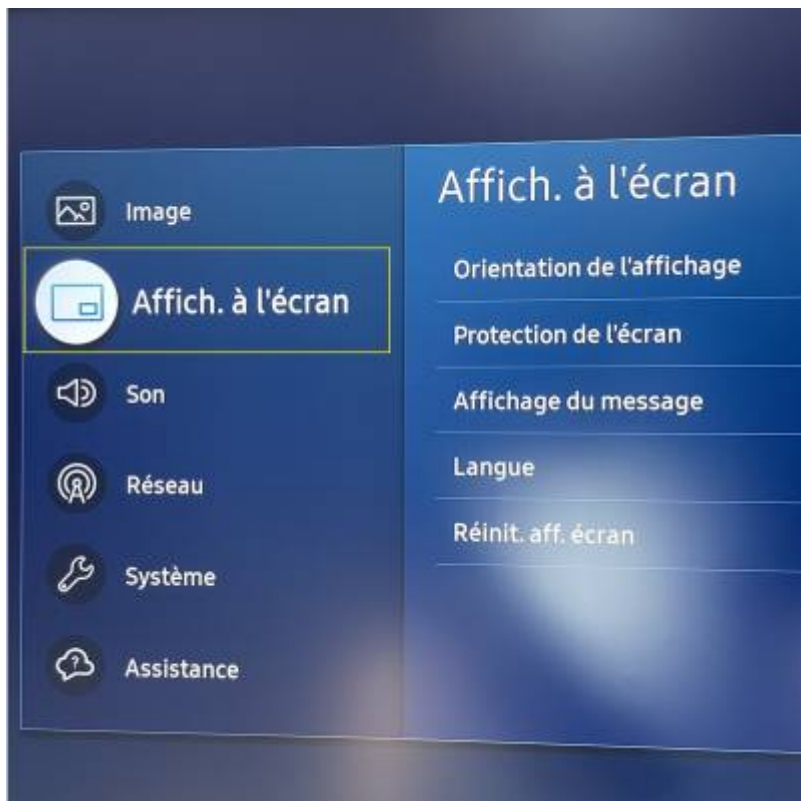 Image
Affich. à l'écran
Son
Réseau
Système
Assistance
Affich. à l'écran
Orientation de l'affichage
Protection de l'écran
Affichage du message
Langue
Réinit. aff. écran